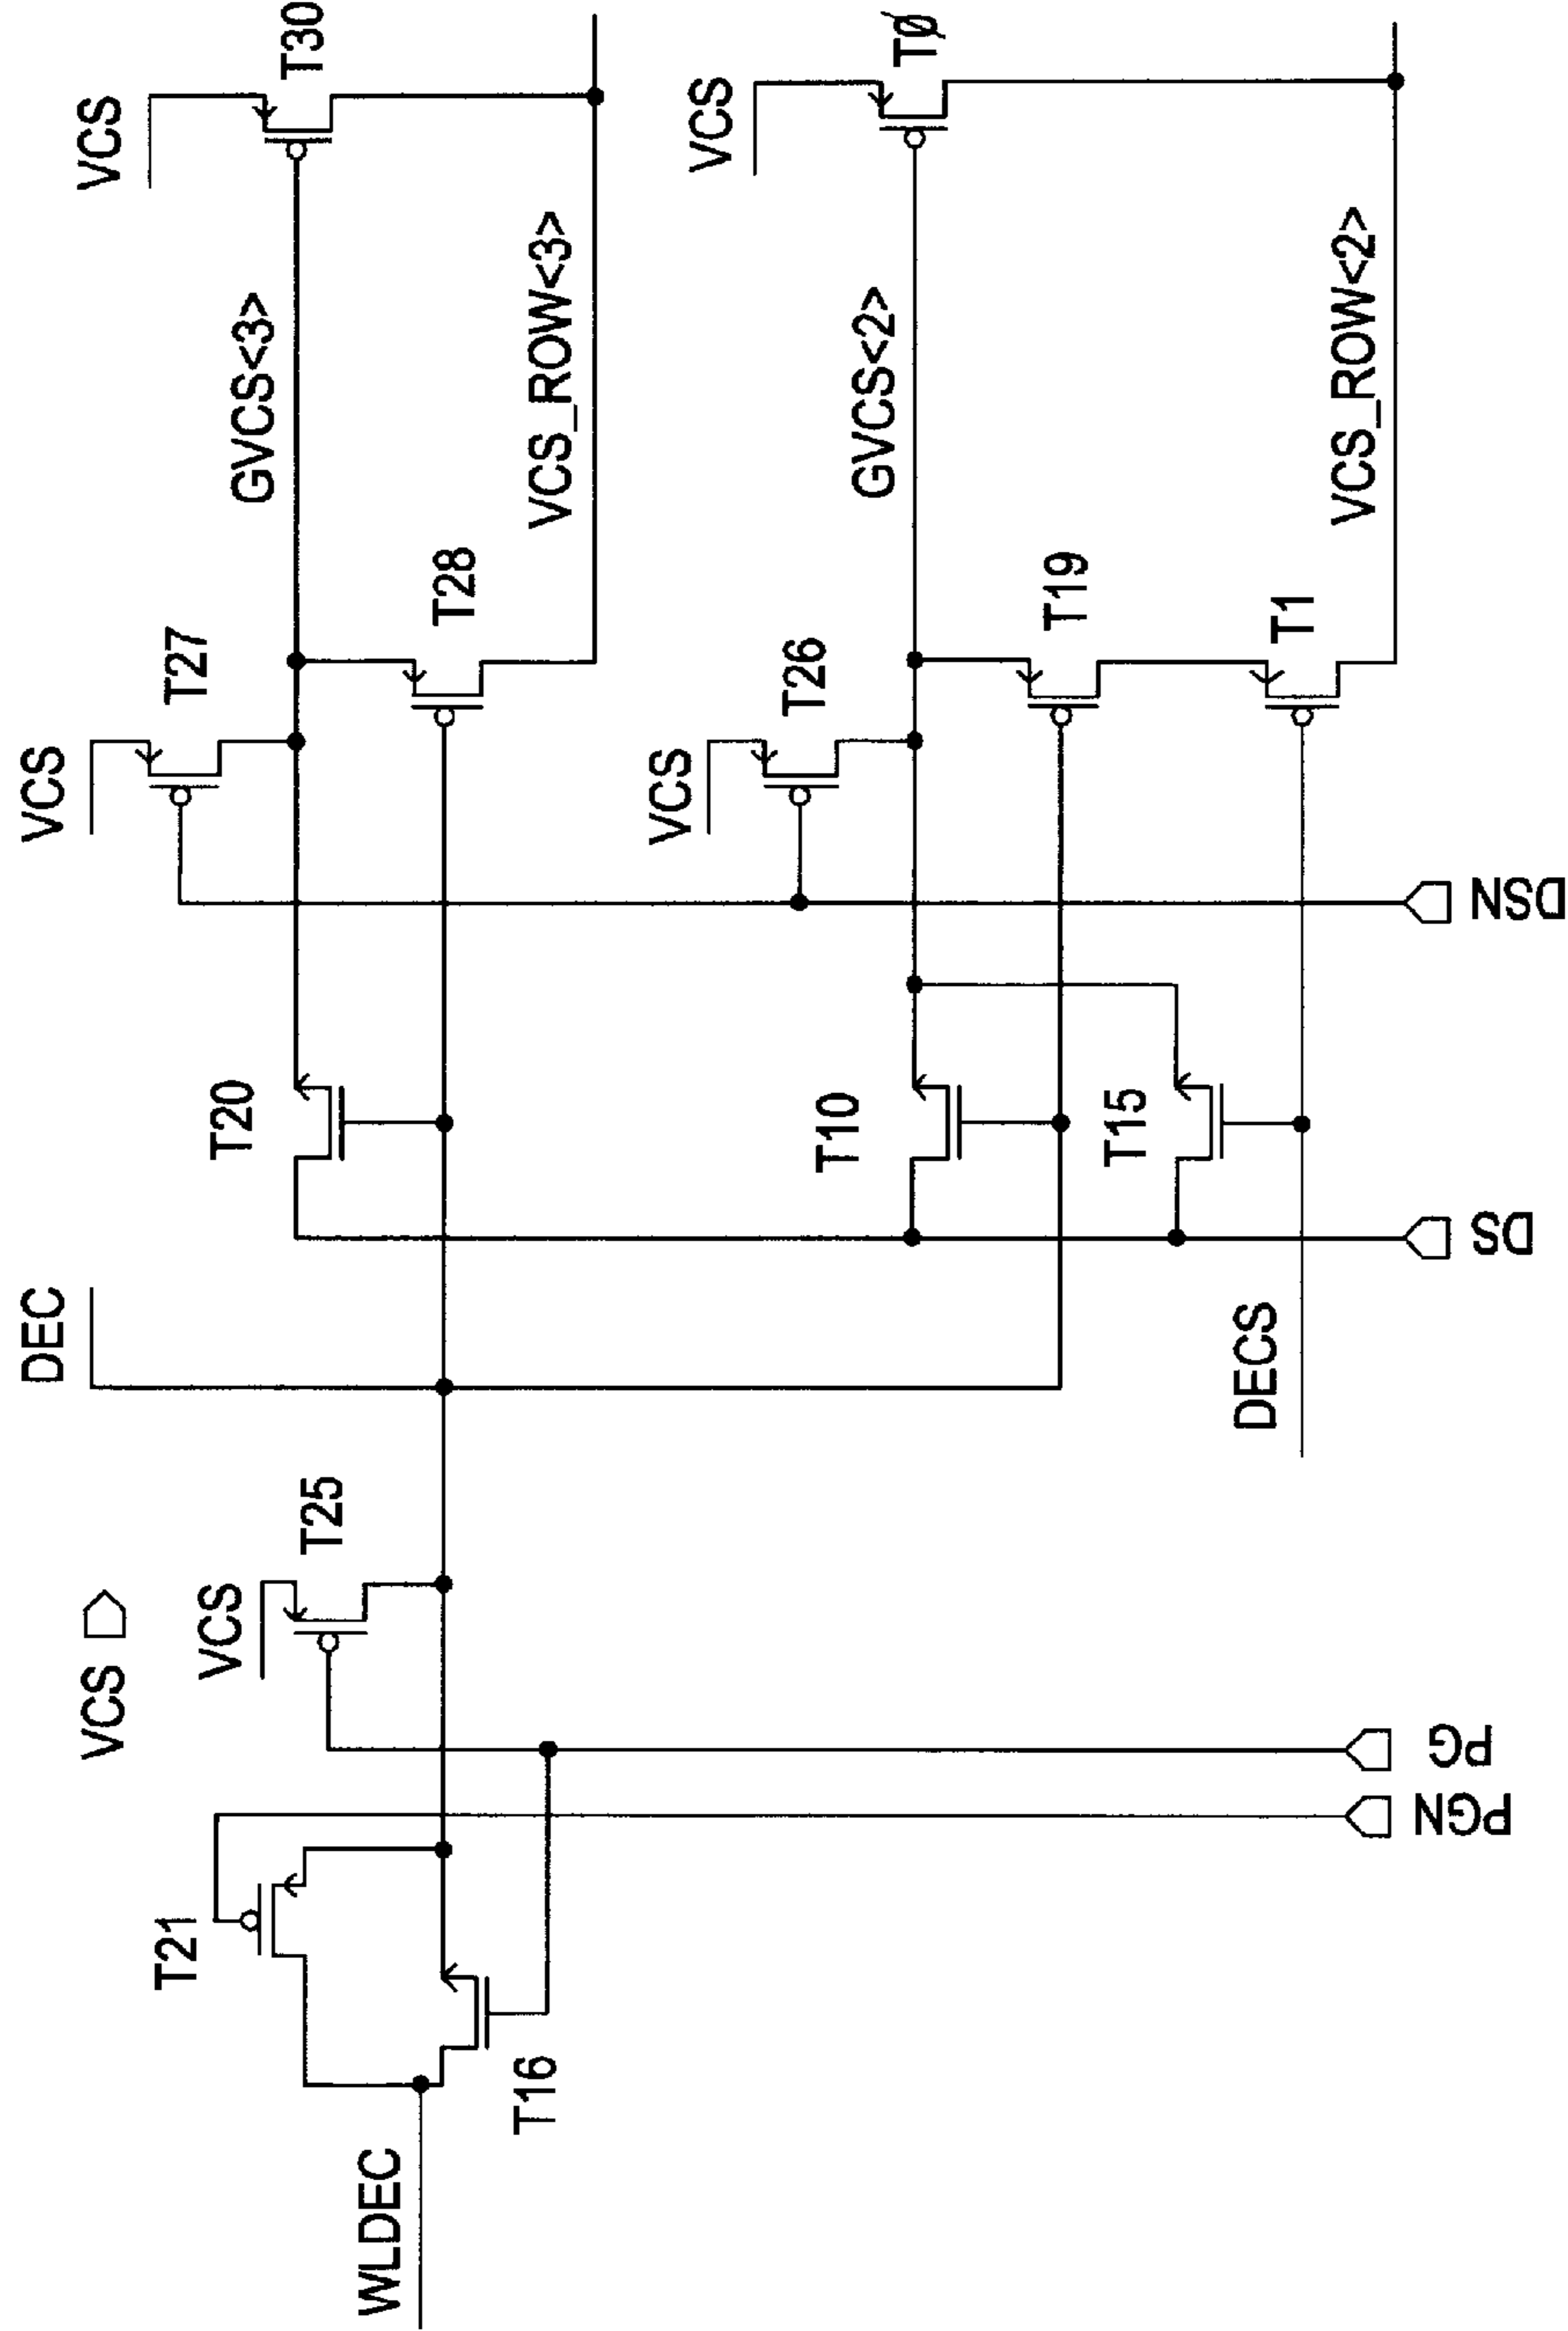 VCS
T30
GVCS<3>
VCS_ROW<3>
VCS
T27
T28
VCS
TØ
GVCS<2>
VCS_ROW<2>
VCS
T26
T19
T1
DSN
T20
T10
T15
DS
DEC
DECS
VCS
VCS
T25
PG
PGN
T21
T16
WLDEC